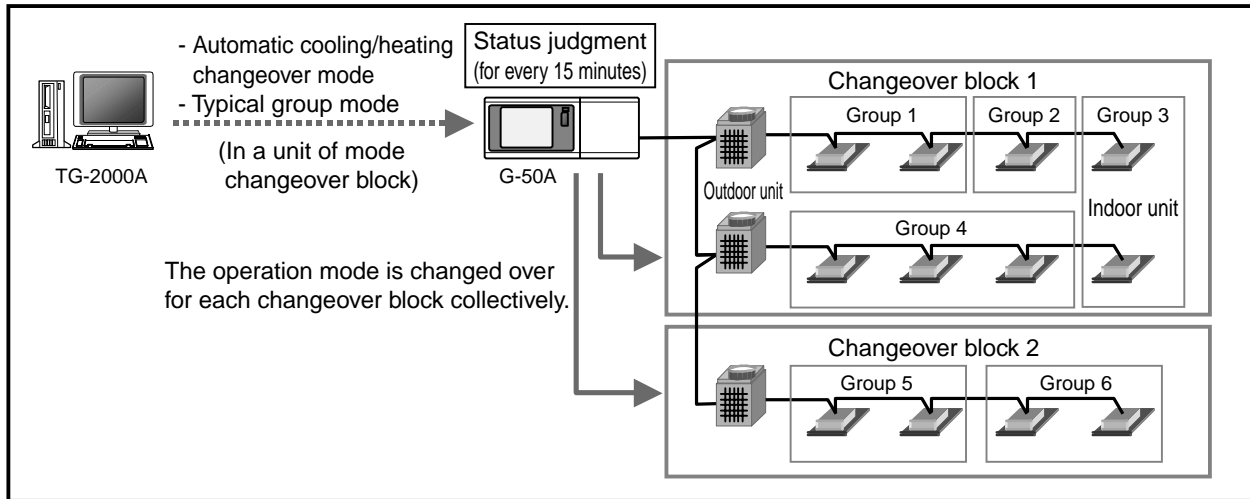 - Automatic cooling/heating
changeover mode
- Typical group mode
(In a unit of mode
changeover block)
TG-2000A
Status judgment
(for every 15 minutes)
G-50A
The operation mode is changed over
for each changeover block collectively.
Changeover block 1
Group 1
Group 2
Group 3
Outdoor unit
Indoor unit
Group 4
Changeover block 2
Group 5
Group 6